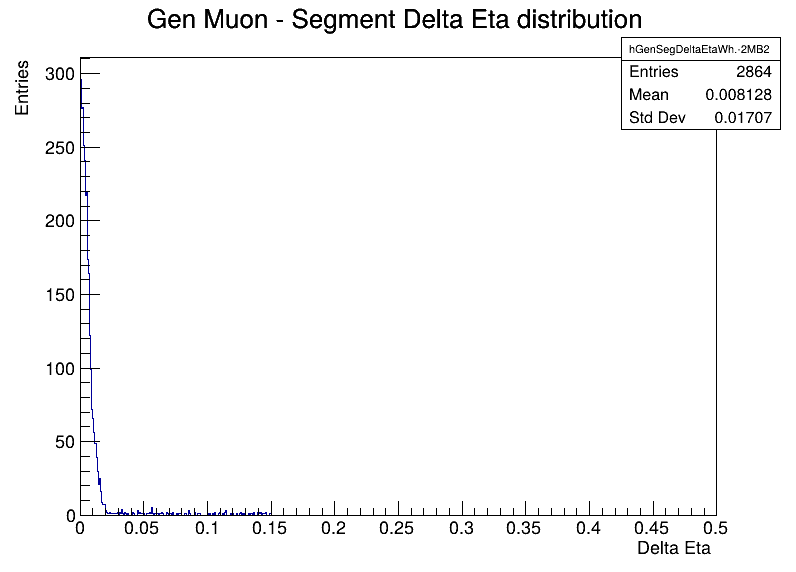 Gen Muon - Segment Delta Eta distribution
hGenSegDeltaEtaWh.-2MB2
Entries 2864
Mean 0.008128
Std Dev 0.01707
Entries
300
250
200
150
100
50
0
0 0.05 0.1 0.15 0.2 0.25 0.3 0.35 0.4 0.45 0.5
Delta Eta